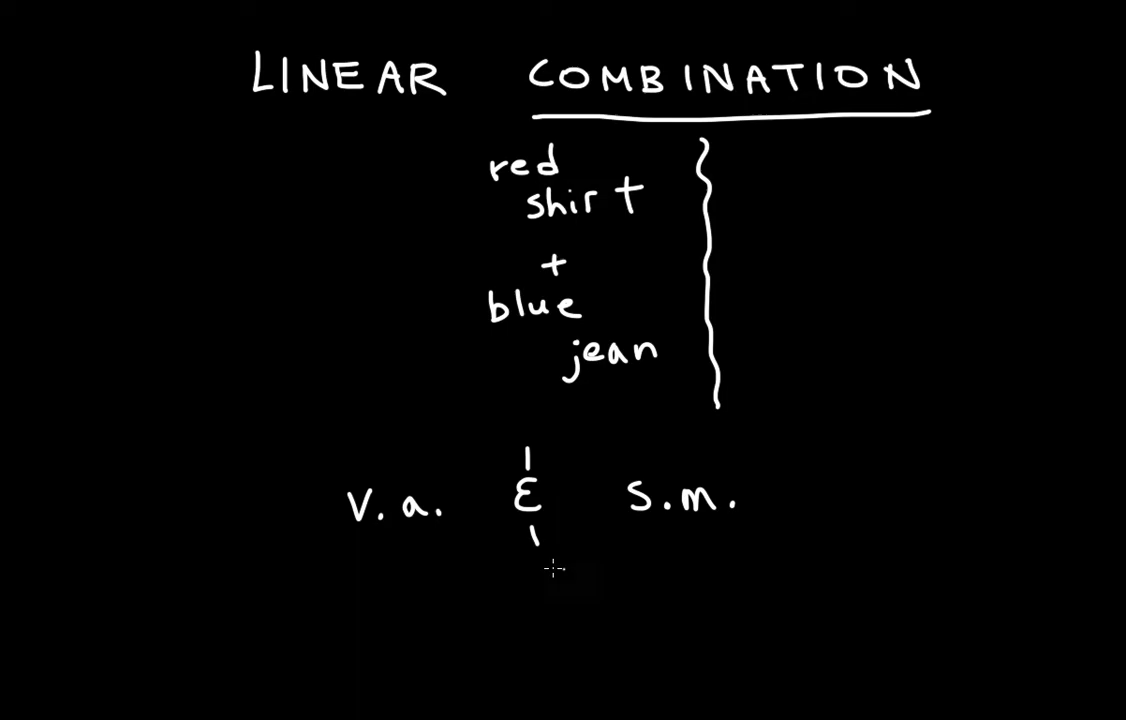 LINEAR COMBINATION
red
shirt
+
blue
jean
v.a. & s.m.